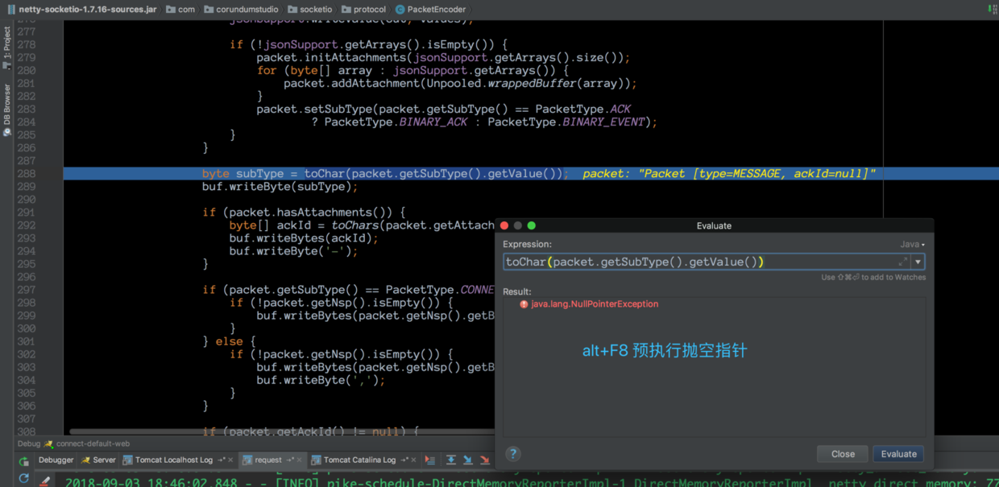 netty-socketio-1.7.16-sources.jar com corundumstudio socketio protocol PacketEncoder
1: Project
DB Browser
276 jsonSupport.writeValue(out, values);
277
278 if (!jsonSupport.getArrays().isEmpty()) {
279 packet.initAttachments(jsonSupport.getArrays().size());
280 for (byte[] array : jsonSupport.getArrays()) {
281 packet.addAttachment(Unpooled.wrappedBuffer(array));
282 }
283 packet.setSubType(packet.getSubType() == PacketType.ACK
284 ? PacketType.BINARY_ACK : PacketType.BINARY_EVENT);
285 }
286 }
287
288 byte subType = toChar(packet.getSubType().getValue()); packet: "Packet [type=MESSAGE, ackId=null]"
289 buf.writeByte(subType);
290
291 if (packet.hasAttachments()) {
292 byte[] ackId = toChars(packet.getAttach
293 buf.writeBytes(ackId);
294 buf.writeByte('-');
295 }
296
297 if (packet.getSubType() == PacketType.CONNE
298 if (!packet.getNsp().isEmpty()) {
299 buf.writeBytes(packet.getNsp().getB
300 }
301 } else {
302 if (!packet.getNsp().isEmpty()) {
303 buf.writeBytes(packet.getNsp().getB
304 buf.writeByte(',');
305 }
306 }
307
308 if (packet.getAckId() != null) {
Evaluate
Expression: Java
toChar(packet.getSubType().getValue())
Use ⇧⌘⏎ to add to Watches
Result:
java.lang.NullPointerException
alt+F8 预执行抛空指针
? Close Evaluate
Debug connect-default-web
Debugger Server Tomcat Localhost Log request Tomcat Catalina Log
2018-09-03 18:46:02,848 - - [INFO] nike-schedule-DirectMemoryReporterImpl-1 DirectMemoryReporterImpl netty direct memory: